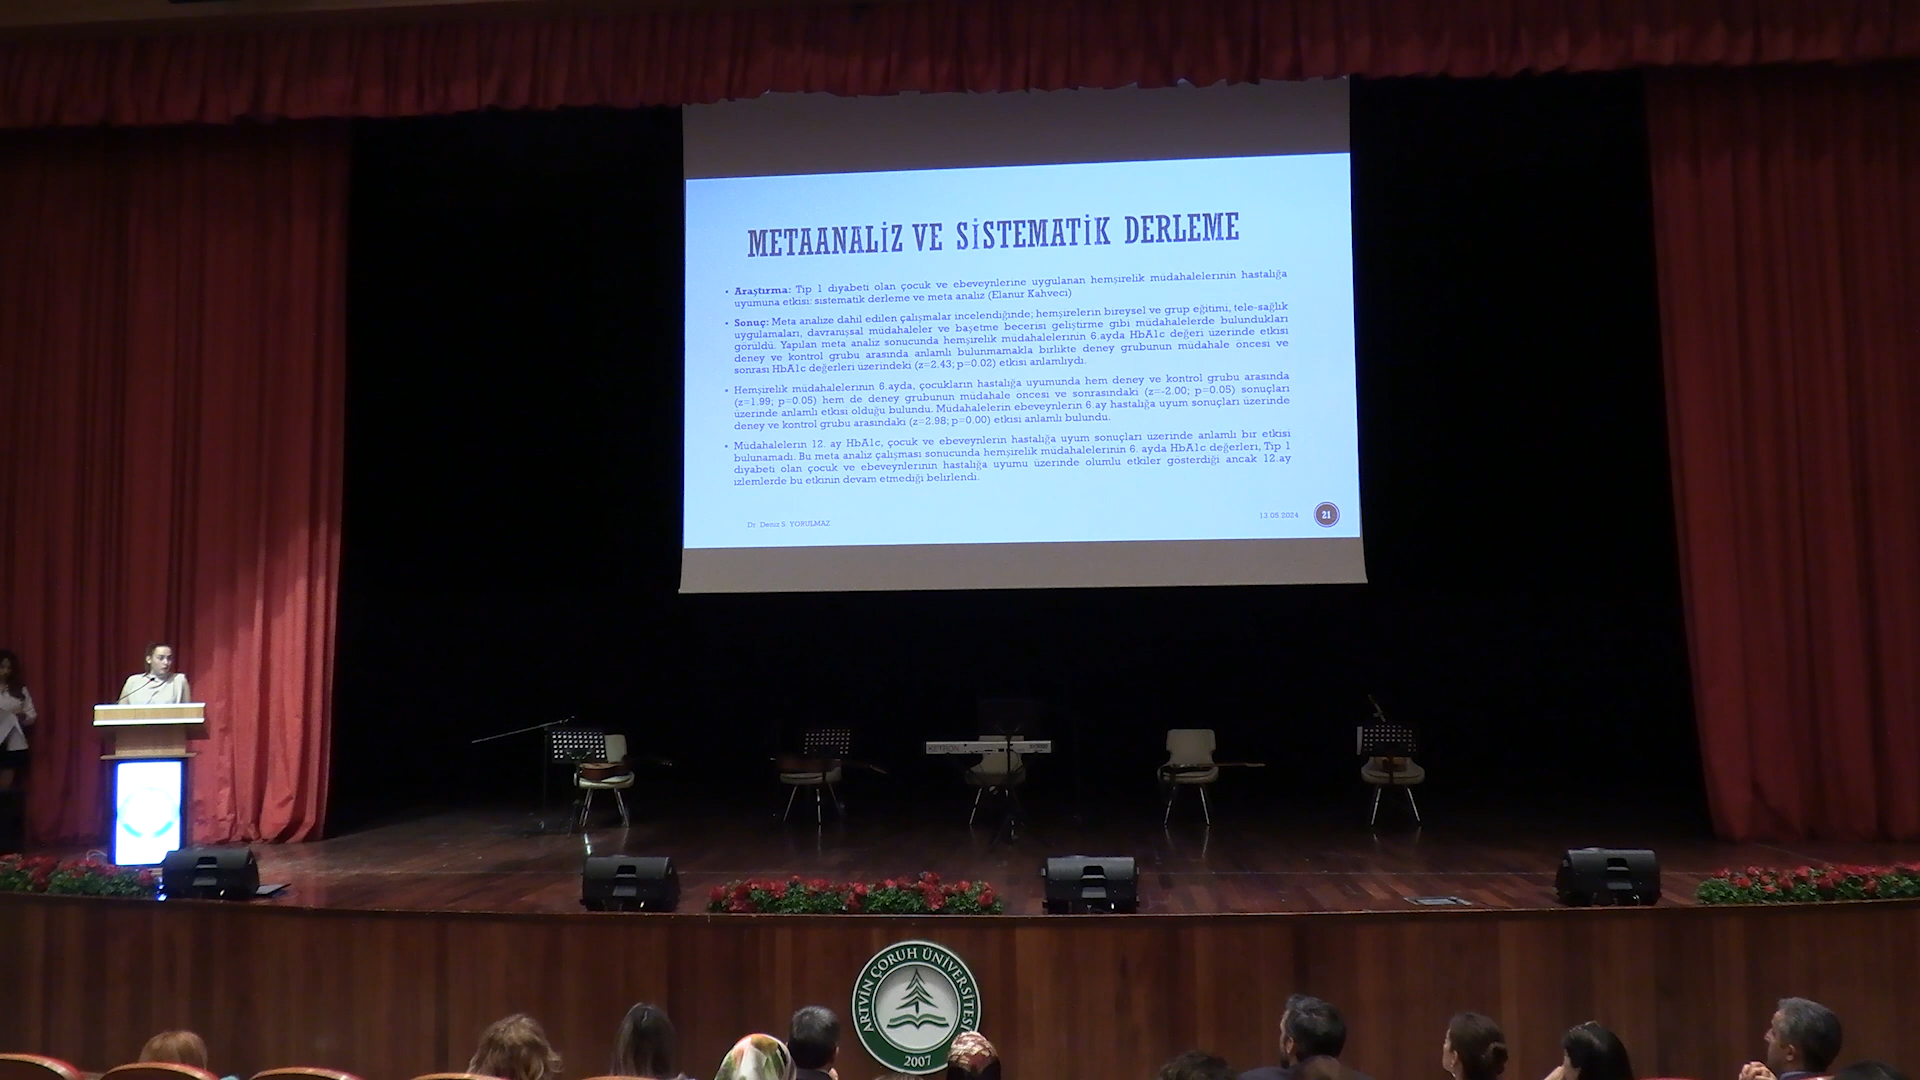 METAANALİZ VE SİSTEMATİK DERLEME
• Araştırma: Tip 1 diyabeti olan çocuk ve ebeveynlerine uygulanan hemşirelik müdahalelerinin hastalığa
uyumuna etkisi: sistematik derleme ve meta analiz (Elanur Kahveci)
• Sonuç: Meta analize dahil edilen çalışmalar incelendiğinde; hemşirelerin bireysel ve grup eğitimi, tele-sağlık
uygulamaları, davranışsal müdahaleler ve başetme becerisi geliştirme gibi müdahalelerde bulundukları
görüldü. Yapılan meta analiz sonucunda hemşirelik müdahalelerinin 6.ayda HbA1c değeri üzerinde etkisi
deney ve kontrol grubu arasında anlamlı bulunmamakla birlikte deney grubunun müdahale öncesi ve
sonrası HbA1c değerleri üzerindeki (z=2.43; p=0.02) etkisi anlamlıydı.
• Hemşirelik müdahalelerinin 6.ayda, çocukların hastalığa uyumunda hem deney ve kontrol grubu arasında
(z=1.99; p=0.05) hem de deney grubunun müdahale öncesi ve sonrasındaki (z=-2.00; p=0.05) sonuçları
üzerinde anlamlı etkisi olduğu bulundu. Müdahalelerin ebeveynlerin 6.ay hastalığa uyum sonuçları üzerinde
deney ve kontrol grubu arasındaki (z=2.98; p=0.00) etkisi anlamlı bulundu.
• Müdahalelerin 12. ay HbA1c, çocuk ve ebeveynlerin hastalığa uyum sonuçları üzerinde anlamlı bir etkisi
bulunamadı. Bu meta analiz çalışması sonucunda hemşirelik müdahalelerinin 6. ayda HbA1c değerleri, Tip 1
diyabeti olan çocuk ve ebeveynlerinin hastalığa uyumu üzerinde olumlu etkiler gösterdiği ancak 12.ay
izlemlerde bu etkinin devam etmediği belirlendi.
Dr. Deniz S. YORULMAZ
13.05.2024
21
KETRON
ARTVİN ÇORUH ÜNİVERSİTESİ
2007